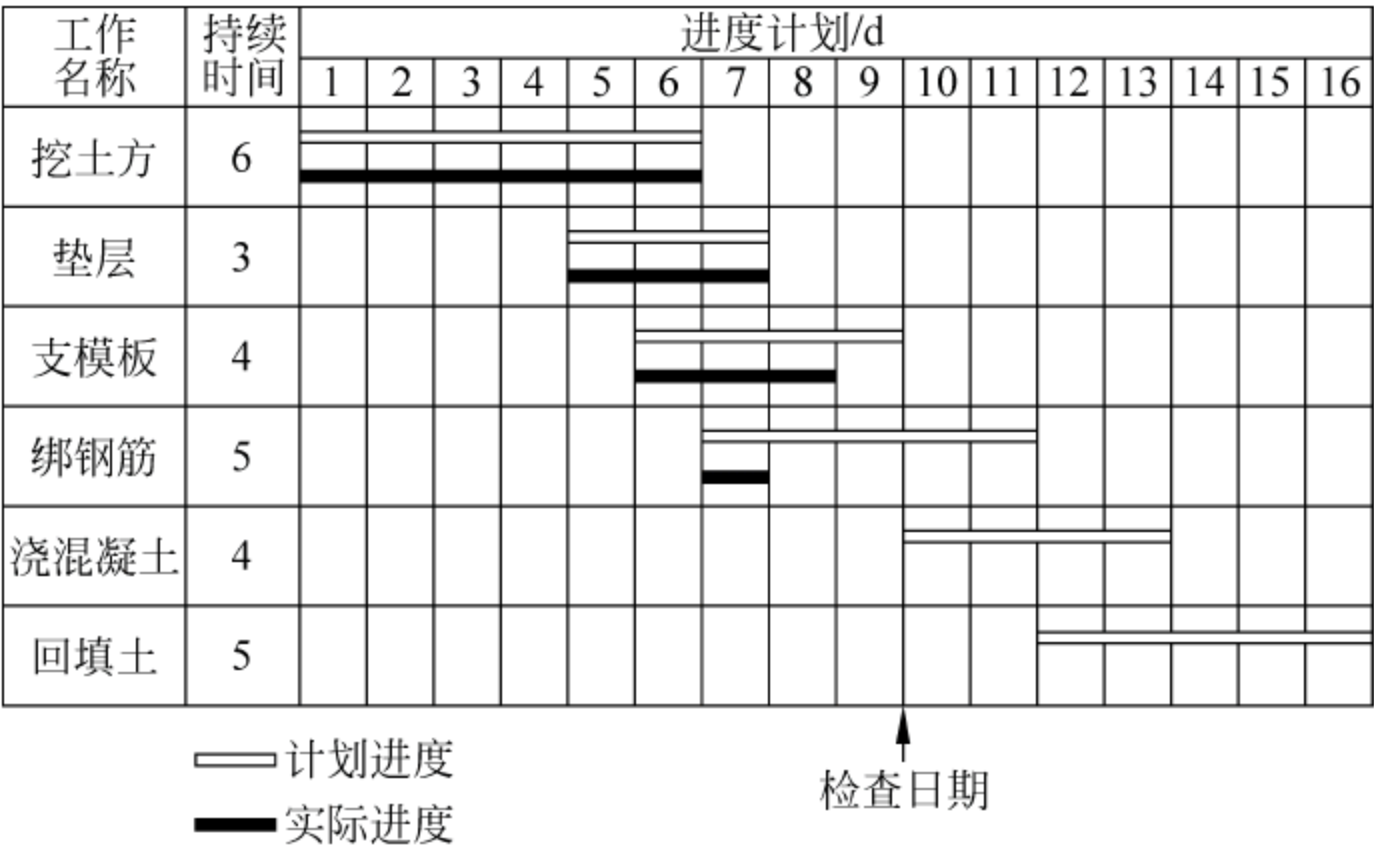 工作名称 持续时间 进度计划/d
1 2 3 4 5 6 7 8 9 10 11 12 13 14 15 16
挖土方 6
垫层 3
支模板 4
绑钢筋 5
浇混凝土 4
回填土 5
计划进度
检查日期
实际进度